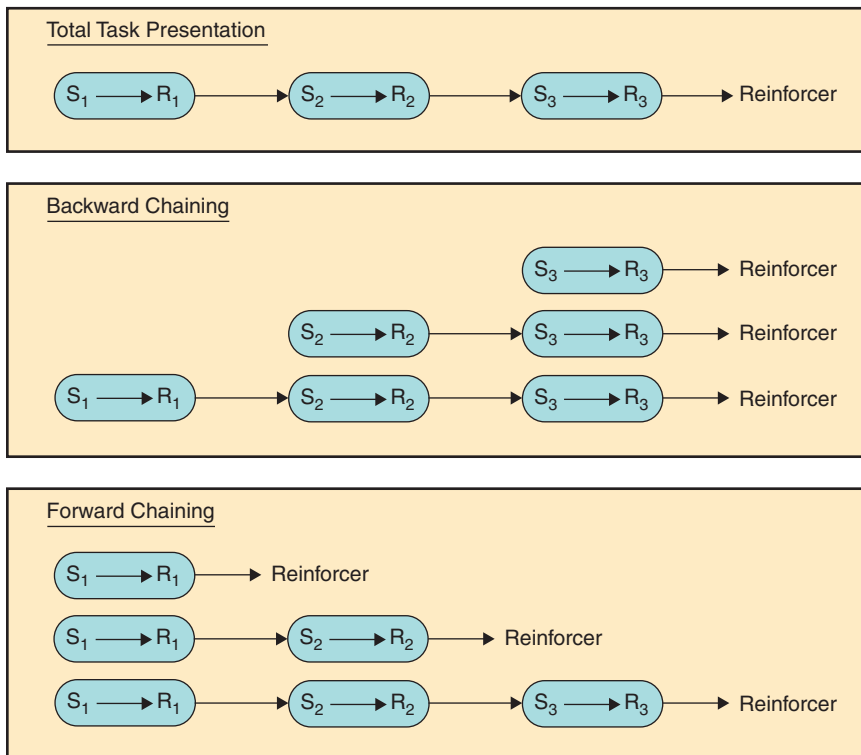 Total Task Presentation
S₁ → R₁ → S₂ → R₂ → S₃ → R₃ → Reinforcer
Backward Chaining
S₃ → R₃ → Reinforcer
S₂ → R₂ → S₃ → R₃ → Reinforcer
S₁ → R₁ → S₂ → R₂ → S₃ → R₃ → Reinforcer
Forward Chaining
S₁ → R₁ → Reinforcer
S₁ → R₁ → S₂ → R₂ → Reinforcer
S₁ → R₁ → S₂ → R₂ → S₃ → R₃ → Reinforcer